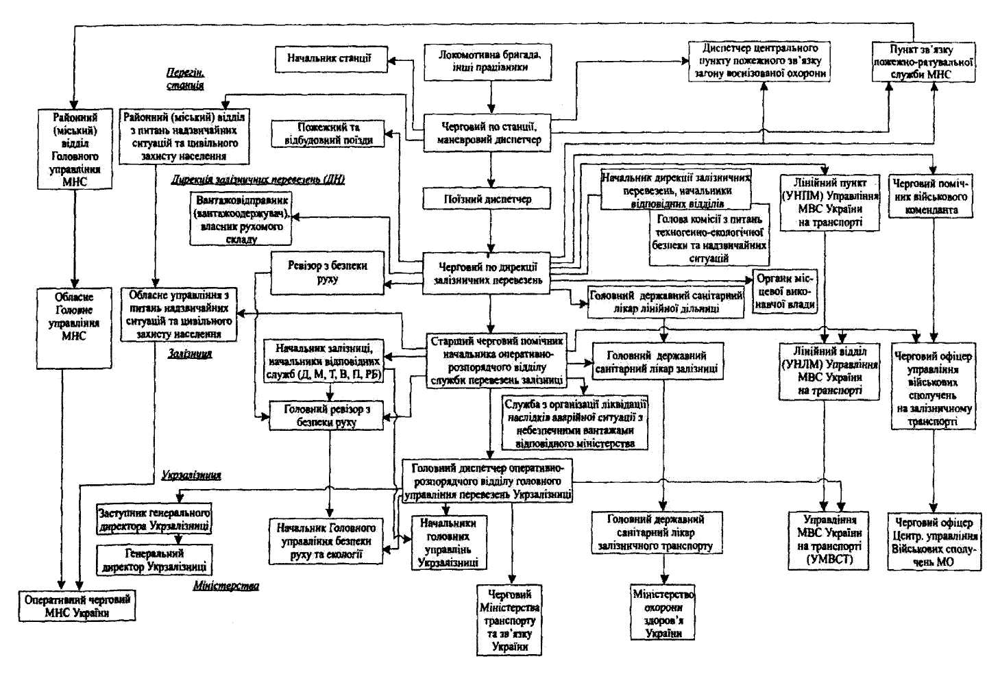 Начальник станції
Локомотивна бригада,
інші працівники
Диспетчер центрального
пункту пожежного зв’язку
загону воєнізованої охорони
Пункт зв’язку
пожежно-рятувальної
служби МНС
Перегін,
станція
Районний
(міський)
відділ
Головного
управління
МНС
Районний (міський) відділ
з питань надзвичайних
ситуацій та цивільного
захисту населення
Пожежний та
відбудовний поїзди
Черговий по станції,
маневровий диспетчер
Дирекція залізничних перевезень (ДН)
Вантажовідправник
(вантажоодержувач),
власник рухомого
складу
Поїзний диспетчер
Начальник дирекції залізничних
перевезень, начальники
відповідних відділів
Голова комісії з питань
техногенно-екологічної
безпеки та надзвичайних
ситуацій
Лінійний пункт
(УНПМ) Управління
МВС України
на транспорті
Черговий поміч-
ник військового
коменданта
Ревізор з безпеки
руху
Черговий по дирекції
залізничних перевезень
Органи міс-
цевої вико-
навчої влади
Обласне
Головне
управління
МНС
Обласне управління з
питань надзвичайних
ситуацій та цивільного
захисту населення
Головний державний санітарний
лікар лінійної дільниці
Залізниця
Начальник залізниці,
начальники відповідних
служб (Д, М, Т, В, П, РБ)
Старший черговий помічник
начальника оперативно-
розпорядчого відділу
служби перевезень залізниці
Головний державний
санітарний лікар залізниці
Лінійний відділ
(УНЛМ) Управління
МВС України
на транспорті
Черговий офіцер
управління
військових
сполучень
на залізничному
транспорті
Головний ревізор з
безпеки руху
Служба з організації ліквідації
наслідків аварійної ситуації з
небезпечними вантажами
відповідного міністерства
Укрзалізниця
Головний диспетчер оперативно-
розпорядчого відділу головного
управління перевезень Укрзалізниці
Заступник генерального
директора Укрзалізниці
Генеральний
директор Укрзалізниці
Начальник Головного
управління безпеки
руху та екології
Начальники
головних
управлінь
Укрзалізниці
Головний державний
санітарний лікар
залізничного транспорту
Управління
МВС України
на транспорті
(УМВСТ)
Черговий офіцер
Центр. управління
Військових сполу-
чень МО
Міністерства
Оперативний черговий
МНС України
Черговий
Міністерства
транспорту
та зв’язку
України
Міністерство
охорони
здоров’я
України